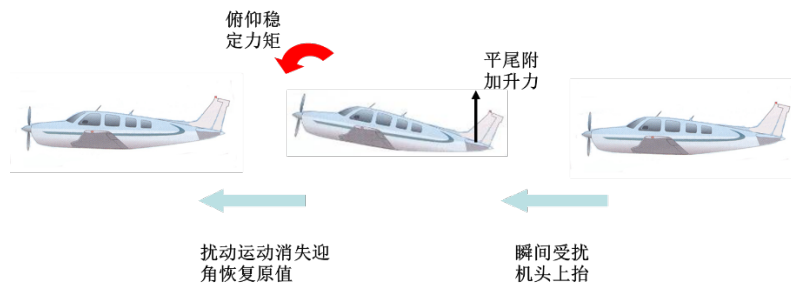 俯仰稳
定力矩
平尾附
加升力
扰动运动消失迎
角恢复原值
瞬间受扰
机头上抬